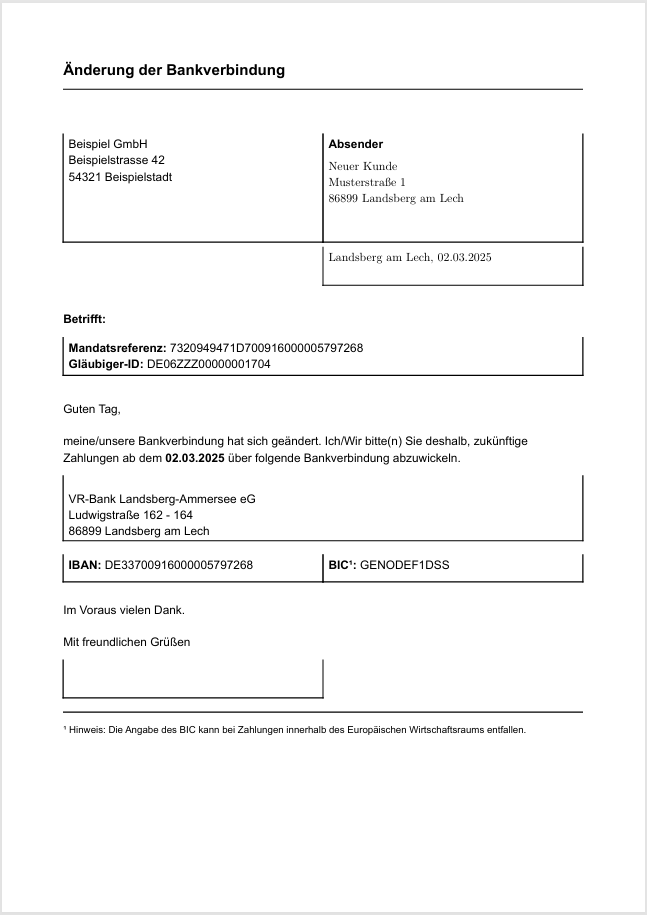 Änderung der Bankverbindung
Beispiel GmbH
Beispielstrasse 42
54321 Beispielstadt
Absender
Neuer Kunde
Musterstraße 1
86899 Landsberg am Lech
Landsberg am Lech, 02.03.2025
Betrifft:
Mandatsreferenz: 7320949471D700916000005797268
Gläubiger-ID: DE06ZZZ00000001704
Guten Tag,
meine/unsere Bankverbindung hat sich geändert. Ich/Wir bitte(n) Sie deshalb, zukünftige
Zahlungen ab dem 02.03.2025 über folgende Bankverbindung abzuwickeln.
VR-Bank Landsberg-Ammersee eG
Ludwigstraße 162 - 164
86899 Landsberg am Lech
IBAN: DE33700916000005797268
BIC¹: GENODEF1DSS
Im Voraus vielen Dank.
Mit freundlichen Grüßen
¹ Hinweis: Die Angabe des BIC kann bei Zahlungen innerhalb des Europäischen Wirtschaftsraums entfallen.